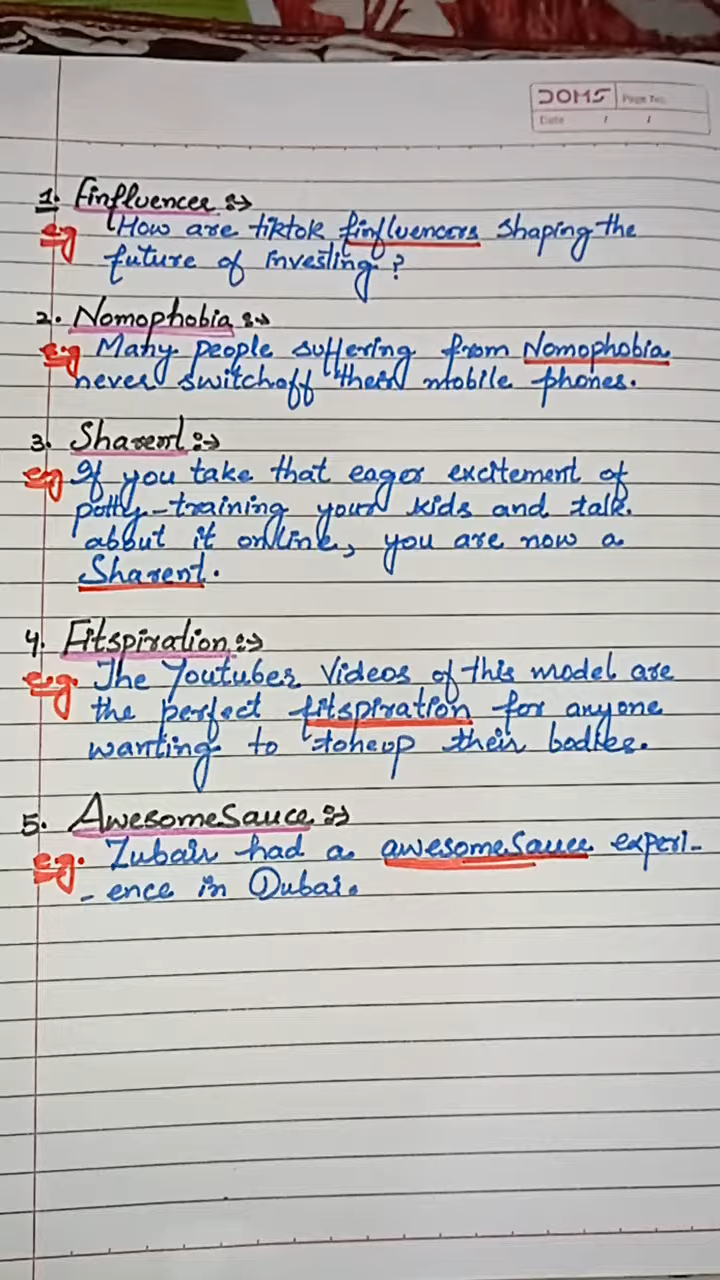 DOMS Page No.
Date / /
1. Finfluencer :→
eg How are tiktok finfluencers shaping the
future of investing?
2. Nomophobia :→
eg Many people suffering from Nomophobia
never switchoff their mobile phones.
3. Sharent :→
eg If you take that eager excitement of
potty-training your kids and talk
about it online, you are now a
Sharent.
4. Fitspiration :→
eg. The Youtuber Videos of this model are
the perfect fitspiration for anyone
wanting to their bodies.
5. AwesomeSauce :→
eg. Zubair had a awesomeSauce experi-
-ence in Dubai.